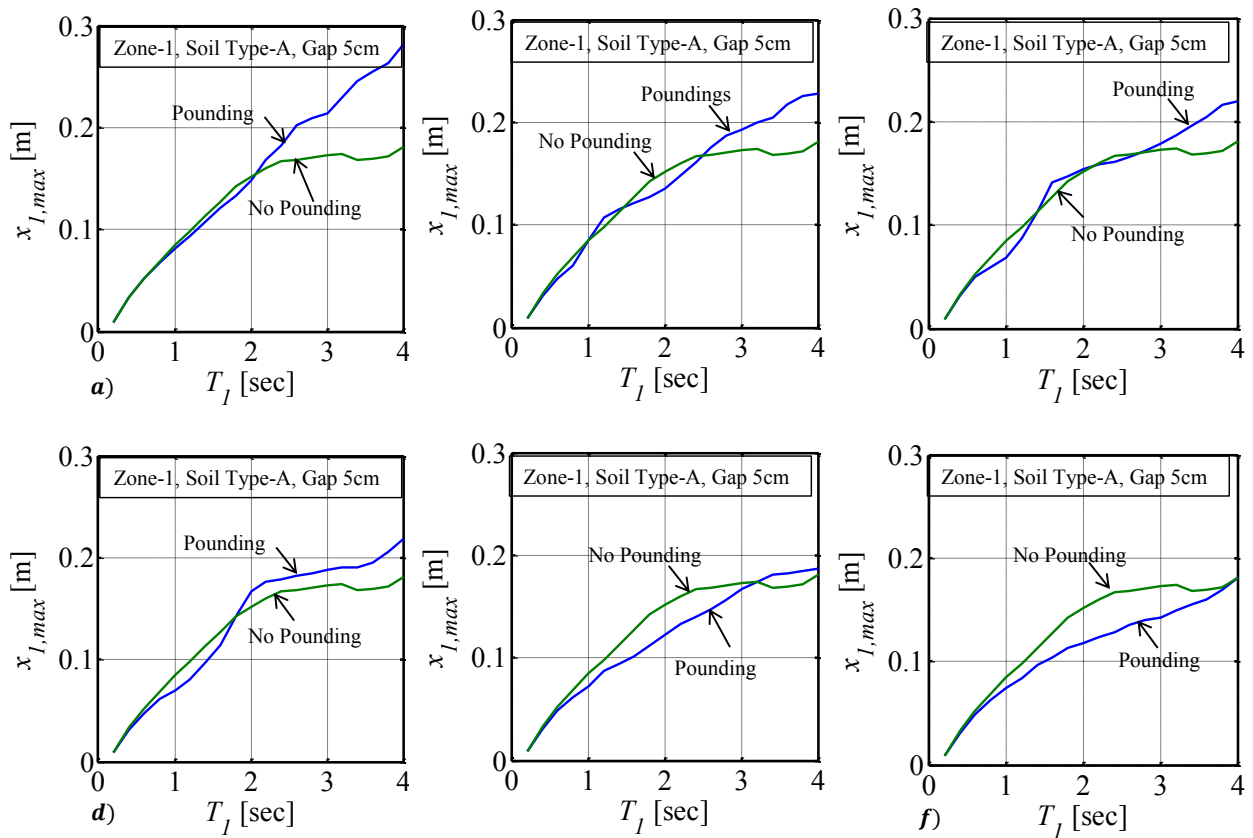 0.3
Zone-1, Soil Type-A, Gap 5cm
Pounding
0.2
No Pounding
0.1
0
x1,max [m]
0 1 2 3 4
T1 [sec]
a)
0.3
Zone-1, Soil Type-A, Gap 5cm
Poundings
0.2
No Pounding
0.1
0
x1,max [m]
0 1 2 3 4
T1 [sec]
0.3
Zone-1, Soil Type-A, Gap 5cm
Pounding
0.2
No Pounding
0.1
0
x1,max [m]
0 1 2 3 4
T1 [sec]
0.3
Zone-1, Soil Type-A, Gap 5cm
Pounding
0.2
No Pounding
0.1
0
x1,max [m]
0 1 2 3 4
T1 [sec]
d)
0.3
Zone-1, Soil Type-A, Gap 5cm
No Pounding
0.2
Pounding
0.1
0
x1,max [m]
0 1 2 3 4
T1 [sec]
0.3
Zone-1, Soil Type-A, Gap 5cm
No Pounding
0.2
Pounding
0.1
0
x1,max [m]
0 1 2 3 4
T1 [sec]
f)